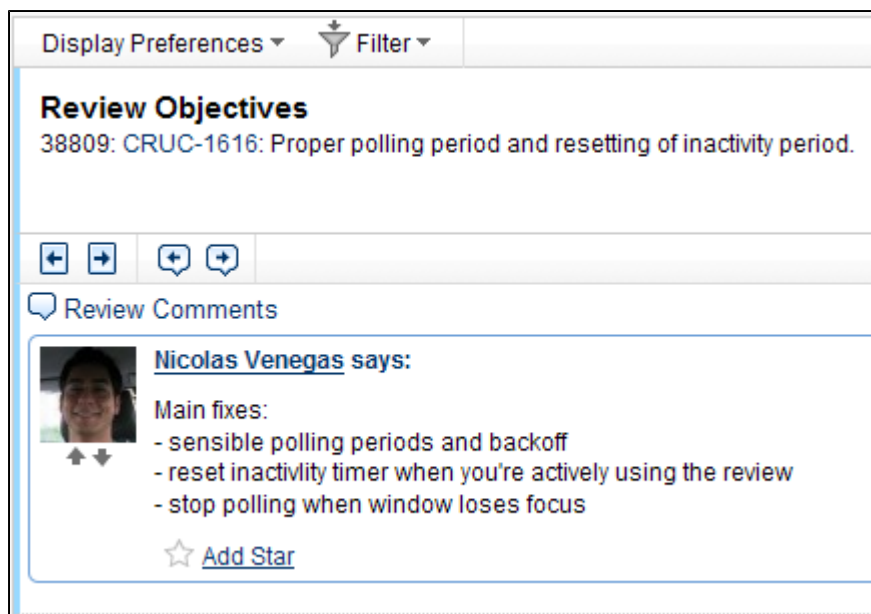 Display Preferences Filter
Review Objectives
38809: CRUC-1616: Proper polling period and resetting of inactivity period.
Review Comments
Nicolas Venegas says:
Main fixes:
- sensible polling periods and backoff
- reset inactivlity timer when you're actively using the review
- stop polling when window loses focus
Add Star